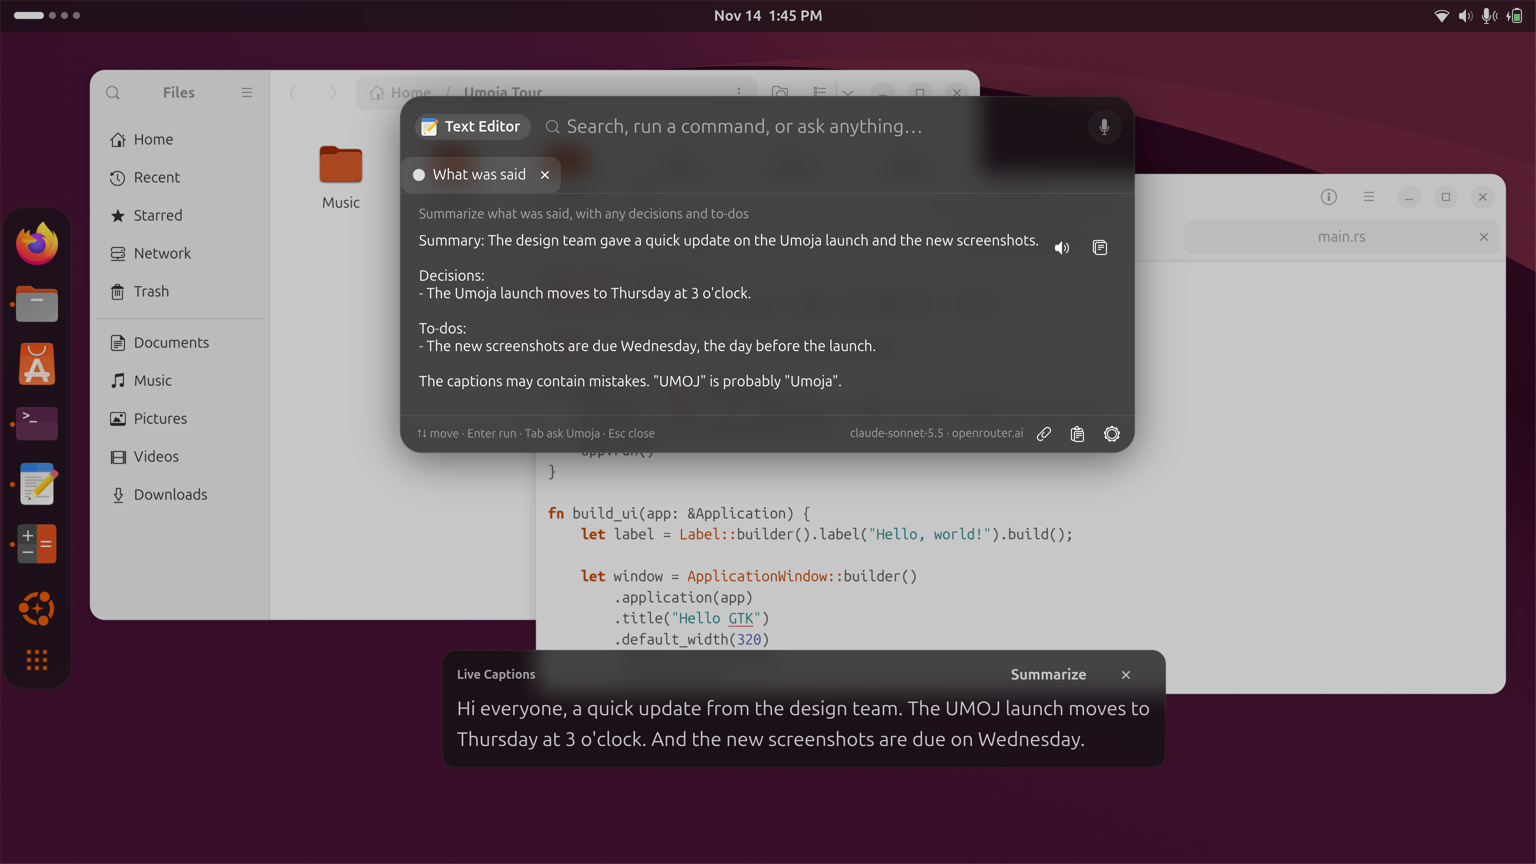 Nov 14 1:45 PM
Files
Home / Umoja Tour
Home
Recent
Starred
Network
Trash
Documents
Music
Pictures
Videos
Downloads
Music
Text Editor
Search, run a command, or ask anything…
What was said
Summarize what was said, with any decisions and to-dos
Summary: The design team gave a quick update on the Umoja launch and the new screenshots.
Decisions:
- The Umoja launch moves to Thursday at 3 o'clock.
To-dos:
- The new screenshots are due Wednesday, the day before the launch.
The captions may contain mistakes. "UMOJ" is probably "Umoja".
↑↓ move · Enter run · Tab ask Umoja · Esc close
claude-sonnet-5.5 · openrouter.ai
main.rs
app.run()
}
fn build_ui(app: &Application) {
let label = Label::builder().label("Hello, world!").build();
let window = ApplicationWindow::builder()
.application(app)
.title("Hello GTK")
.default_width(320)
Live Captions
Summarize
Hi everyone, a quick update from the design team. The UMOJ launch moves to
Thursday at 3 o'clock. And the new screenshots are due on Wednesday.